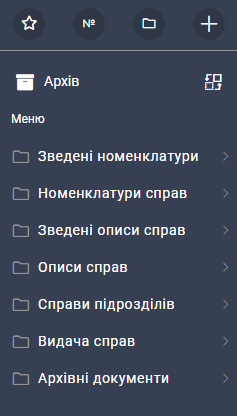 №
Архів
Меню
Зведені номенклатури
Номенклатури справ
Зведені описи справ
Описи справ
Справи підрозділів
Видача справ
Архівні документи